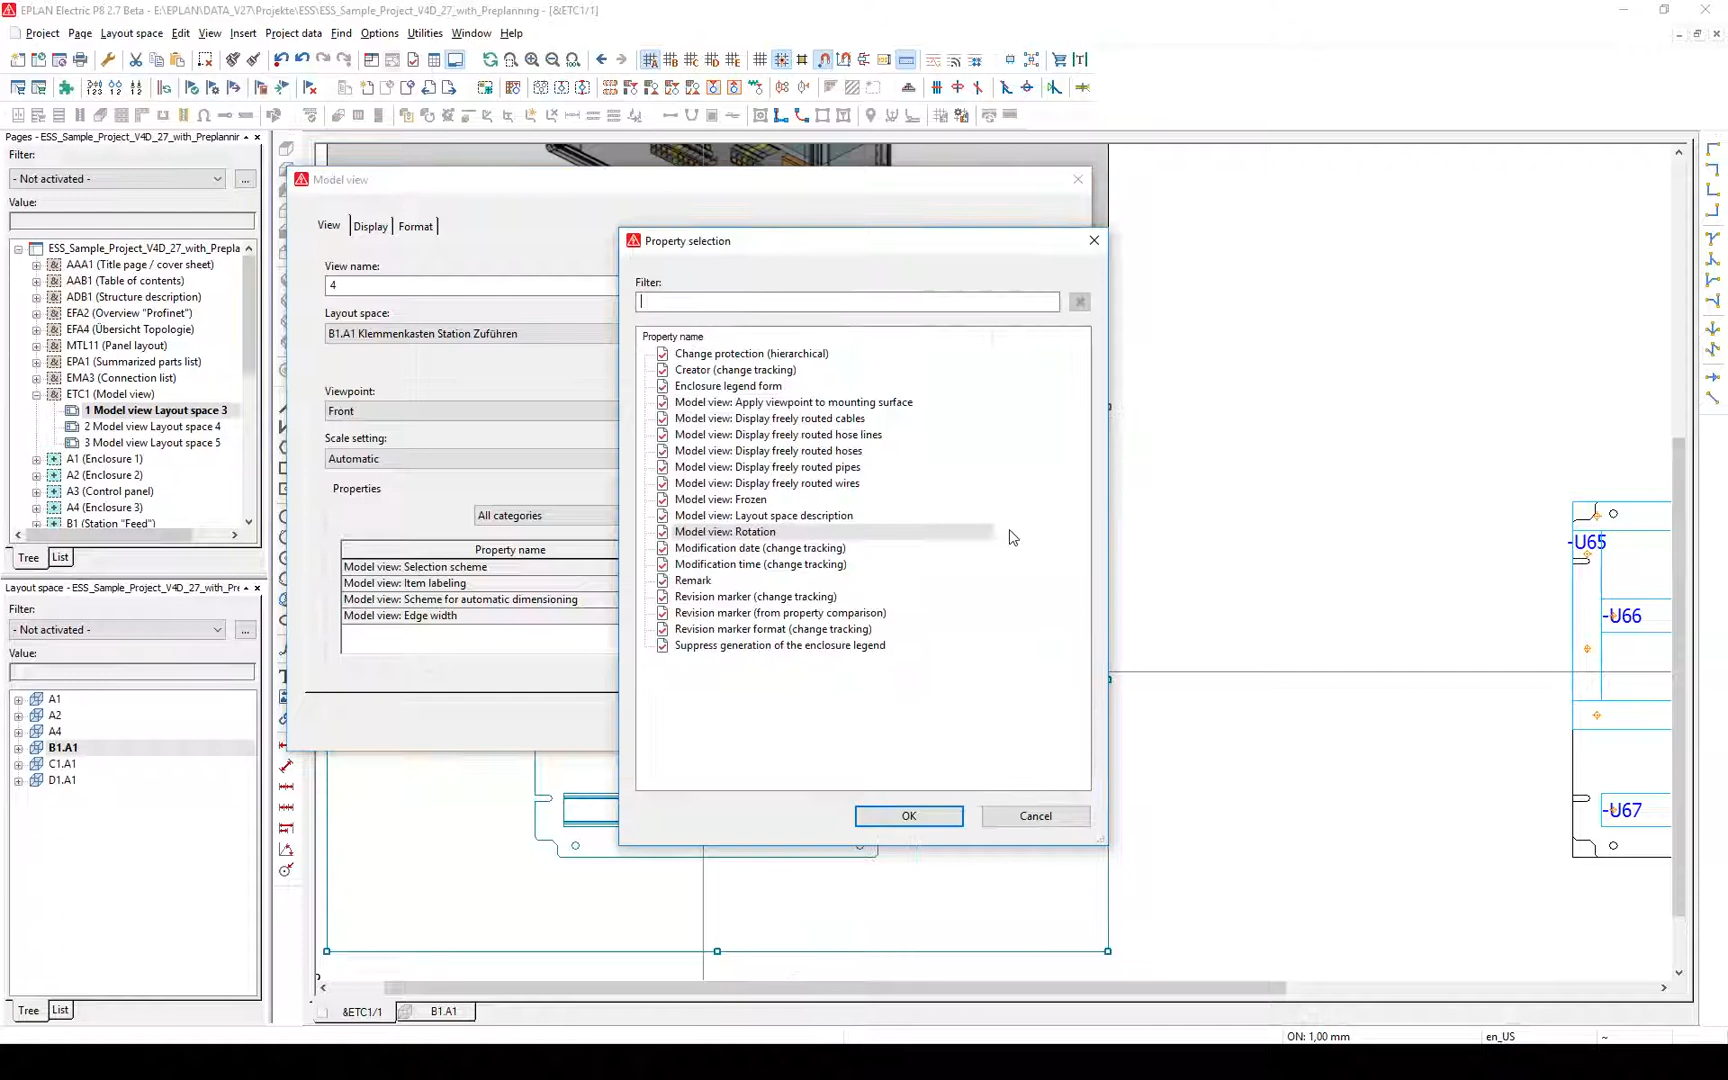 EPLAN Electric P8 2.7 Beta - E:\EPLAN\DATA_V27\Projekte\ESS\ESS_Sample_Project_V4D_27_with_Preplanning - [&ETC1/1]
Project Page Layout space Edit View Insert Project data Find Options Utilities Window Help
Pages - ESS_Sample_Project_V4D_27_with_Preplannir
Filter:
- Not activated -
...
Value:
ESS_Sample_Project_V4D_27_with_Prepla
AAA1 (Title page / cover sheet)
AAB1 (Table of contents)
ADB1 (Structure description)
EFA2 (Overview "Profinet")
EFA4 (Übersicht Topologie)
MTL11 (Panel layout)
EPA1 (Summarized parts list)
EMA3 (Connection list)
ETC1 (Model view)
1 Model view Layout space 3
2 Model view Layout space 4
3 Model view Layout space 5
A1 (Enclosure 1)
A2 (Enclosure 2)
A3 (Control panel)
A4 (Enclosure 3)
B1 (Station "Feed")
Tree List
Layout space - ESS_Sample_Project_V4D_27_with_Pr
Filter:
- Not activated -
...
Value:
A1
A2
A4
B1.A1
C1.A1
D1.A1
Tree List
Model view
View Display Format
View name:
4
Layout space:
B1.A1 Klemmenkasten Station Zuführen
Viewpoint:
Front
Scale setting:
Automatic
Properties
All categories
Property name
Model view: Selection scheme
Model view: Item labeling
Model view: Scheme for automatic dimensioning
Model view: Edge width
Property selection
Filter:
Property name
Change protection (hierarchical)
Creator (change tracking)
Enclosure legend form
Model view: Apply viewpoint to mounting surface
Model view: Display freely routed cables
Model view: Display freely routed hose lines
Model view: Display freely routed hoses
Model view: Display freely routed pipes
Model view: Display freely routed wires
Model view: Frozen
Model view: Layout space description
Model view: Rotation
Modification date (change tracking)
Modification time (change tracking)
Remark
Revision marker (change tracking)
Revision marker (from property comparison)
Revision marker format (change tracking)
Suppress generation of the enclosure legend
OK Cancel
-U65
-U66
-U67
&ETC1/1 B1.A1
ON: 1,00 mm en_US ~